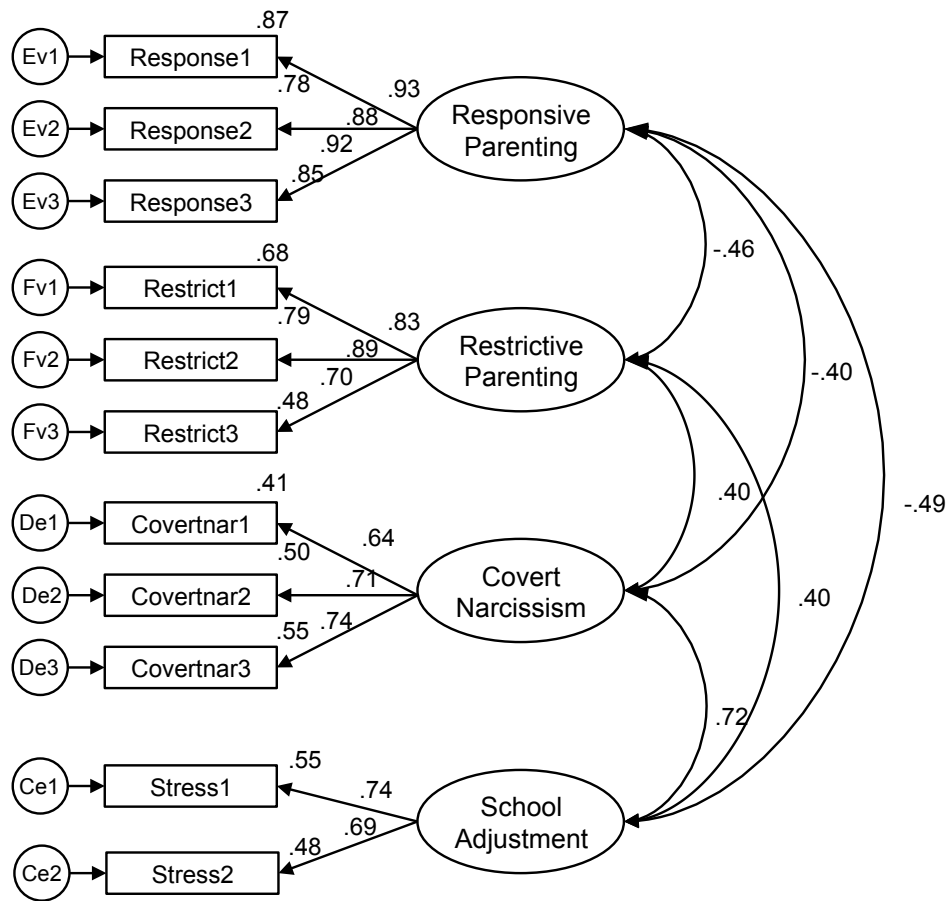 .87
Ev1
Response1
.78
.93
Ev2
Response2
.88
Responsive
Parenting
.92
Ev3
Response3
.85
-.46
.68
Fv1
Restrict1
.79
.83
Fv2
Restrict2
.89
Restrictive
Parenting
.70
-.40
Fv3
Restrict3
.48
.41
.40
-.49
De1
Covertnar1
.50
.64
De2
Covertnar2
.71
Covert
Narcissism
.40
.74
De3
Covertnar3
.55
.72
.55
Ce1
Stress1
.74
School
Adjustment
.69
Ce2
Stress2
.48